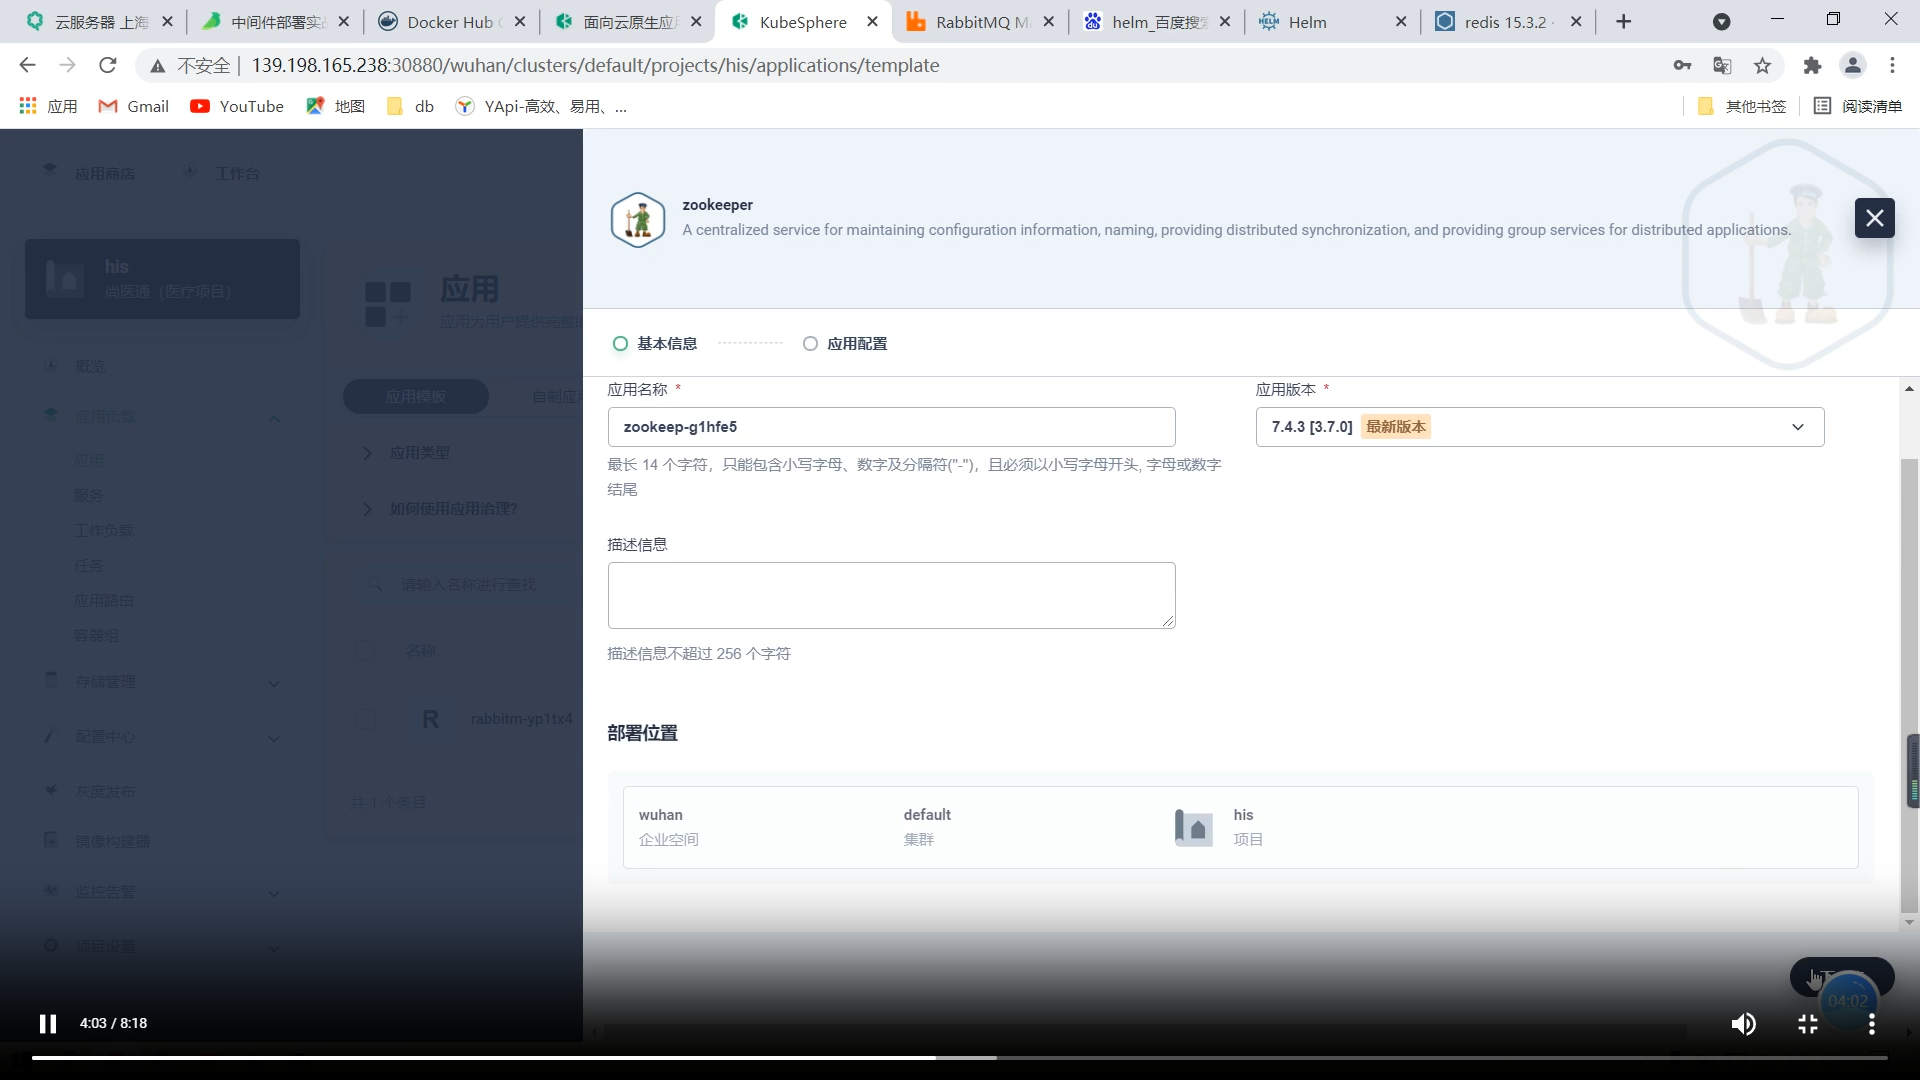 云服务器 上海
中间件部署实
Docker Hub
面向云原生应
KubeSphere
RabbitMQ M
helm_百度搜
Helm
redis 15.3.2 ·
不安全
139.198.165.238:30880/wuhan/clusters/default/projects/his/applications/template
应用
Gmail
YouTube
地图
db
YApi-高效、易用、...
其他书签
阅读清单
应用商店
工作台
his
尚医通（医疗项目）
概览
应用负载
应用
服务
工作负载
任务
应用路由
容器组
存储管理
配置中心
灰度发布
镜像构建器
监控告警
项目设置
应用
应用为用户提供完整的
应用模板
自制应
应用类型
如何使用应用治理?
请输入名称进行查找
名称
R
rabbitm-yp1tx4
共 1 个条目
zookeeper
A centralized service for maintaining configuration information, naming, providing distributed synchronization, and providing group services for distributed applications.
基本信息
应用配置
应用名称 *
zookeep-g1hfe5
最长 14 个字符，只能包含小写字母、数字及分隔符("-")，且必须以小写字母开头, 字母或数字
结尾
应用版本 *
7.4.3 [3.7.0]
最新版本
描述信息
描述信息不超过 256 个字符
部署位置
wuhan
企业空间
default
集群
his
项目
04:02
4:03 / 8:18